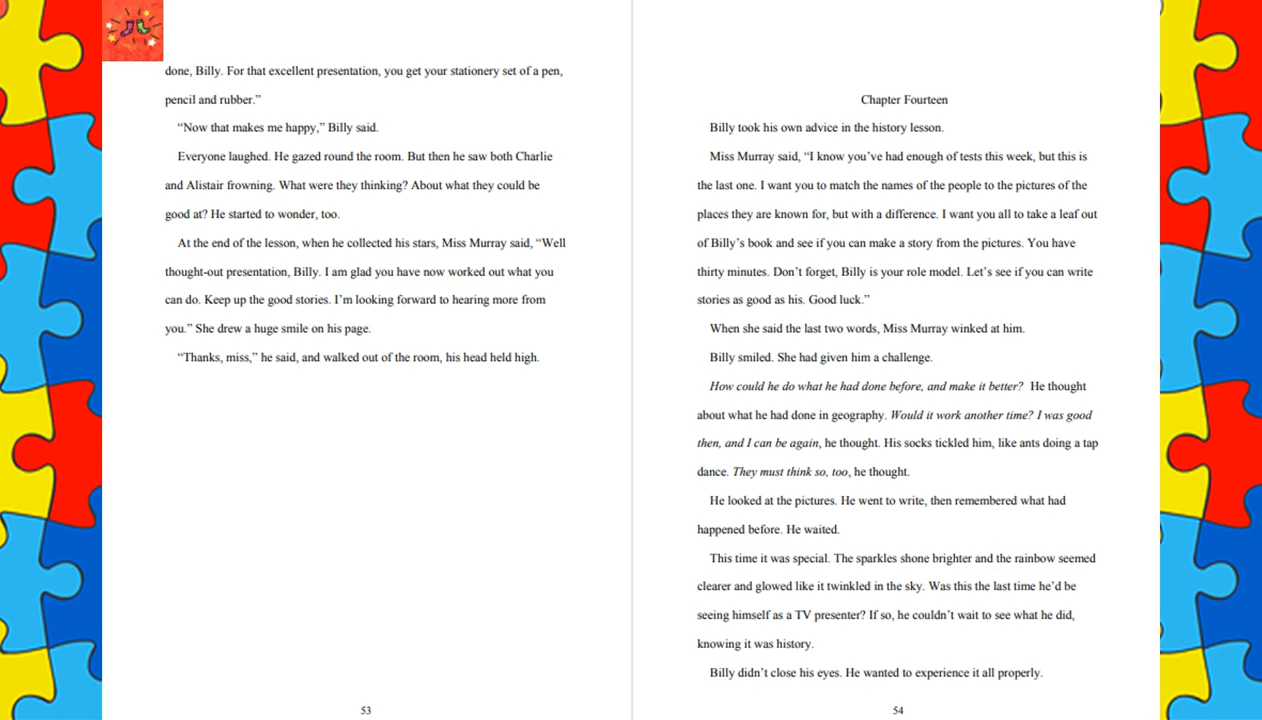 done, Billy. For that excellent presentation, you get your stationery set of a pen,
pencil and rubber.”
“Now that makes me happy,” Billy said.
Everyone laughed. He gazed round the room. But then he saw both Charlie
and Alistair frowning. What were they thinking? About what they could be
good at? He started to wonder, too.
At the end of the lesson, when he collected his stars, Miss Murray said, “Well
thought-out presentation, Billy. I am glad you have now worked out what you
can do. Keep up the good stories. I’m looking forward to hearing more from
you.” She drew a huge smile on his page.
“Thanks, miss,” he said, and walked out of the room, his head held high.
53
Chapter Fourteen
Billy took his own advice in the history lesson.
Miss Murray said, “I know you’ve had enough of tests this week, but this is
the last one. I want you to match the names of the people to the pictures of the
places they are known for, but with a difference. I want you all to take a leaf out
of Billy’s book and see if you can make a story from the pictures. You have
thirty minutes. Don’t forget, Billy is your role model. Let’s see if you can write
stories as good as his. Good luck.”
When she said the last two words, Miss Murray winked at him.
Billy smiled. She had given him a challenge.
How could he do what he had done before, and make it better? He thought
about what he had done in geography. Would it work another time? I was good
then, and I can be again, he thought. His socks tickled him, like ants doing a tap
dance. They must think so, too, he thought.
He looked at the pictures. He went to write, then remembered what had
happened before. He waited.
This time it was special. The sparkles shone brighter and the rainbow seemed
clearer and glowed like it twinkled in the sky. Was this the last time he’d be
seeing himself as a TV presenter? If so, he couldn’t wait to see what he did,
knowing it was history.
Billy didn’t close his eyes. He wanted to experience it all properly.
54